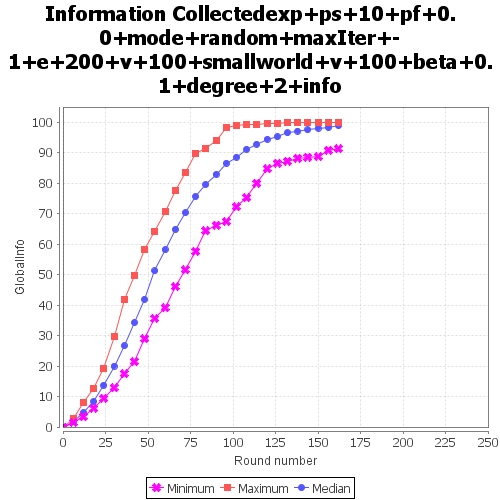 Information Collectedexp+ps+10+pf+0.
0+mode+random+maxIter+-
1+e+200+v+100+smallworld+v+100+beta+0.
1+degree+2+info
100
90
80
70
60
50
40
30
20
10
0
GlobalInfo
0 25 50 75 100 125 150 175 200 225 250
Round number
Minimum Maximum Median